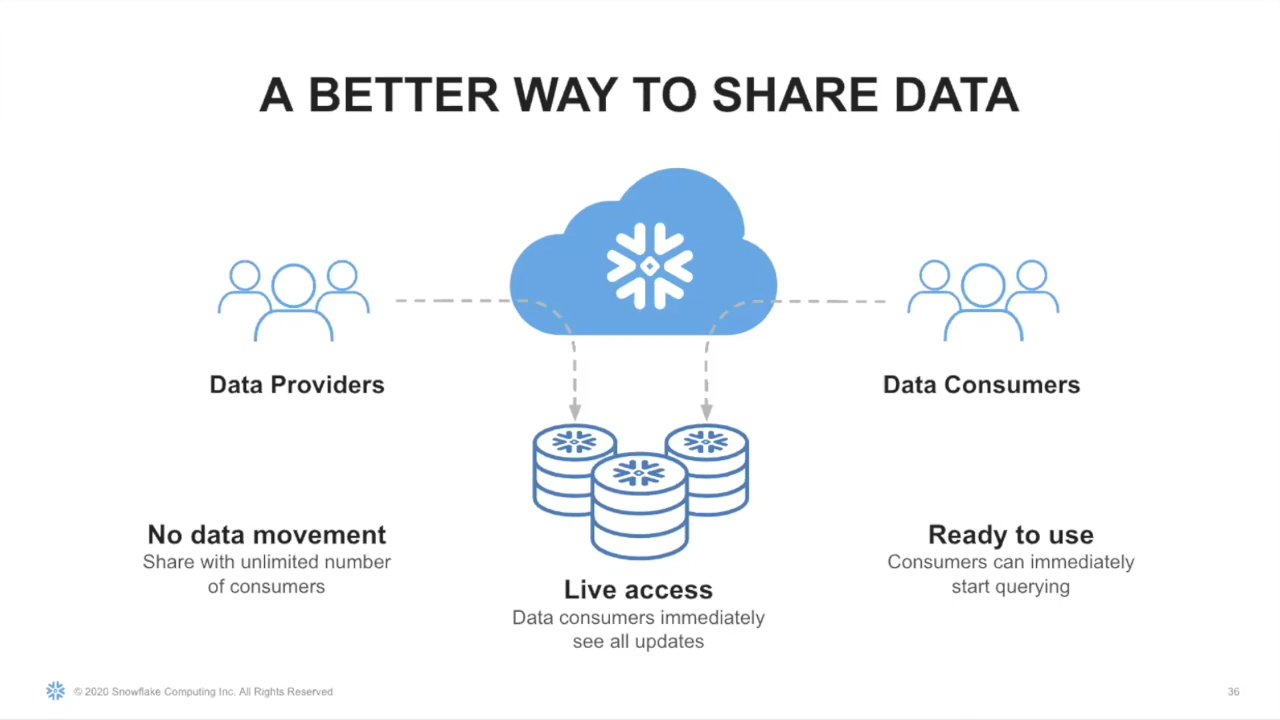 A BETTER WAY TO SHARE DATA
Data Providers
Data Consumers
No data movement
Share with unlimited number
of consumers
Live access
Data consumers immediately
see all updates
Ready to use
Consumers can immediately
start querying
© 2020 Snowflake Computing Inc. All Rights Reserved
36